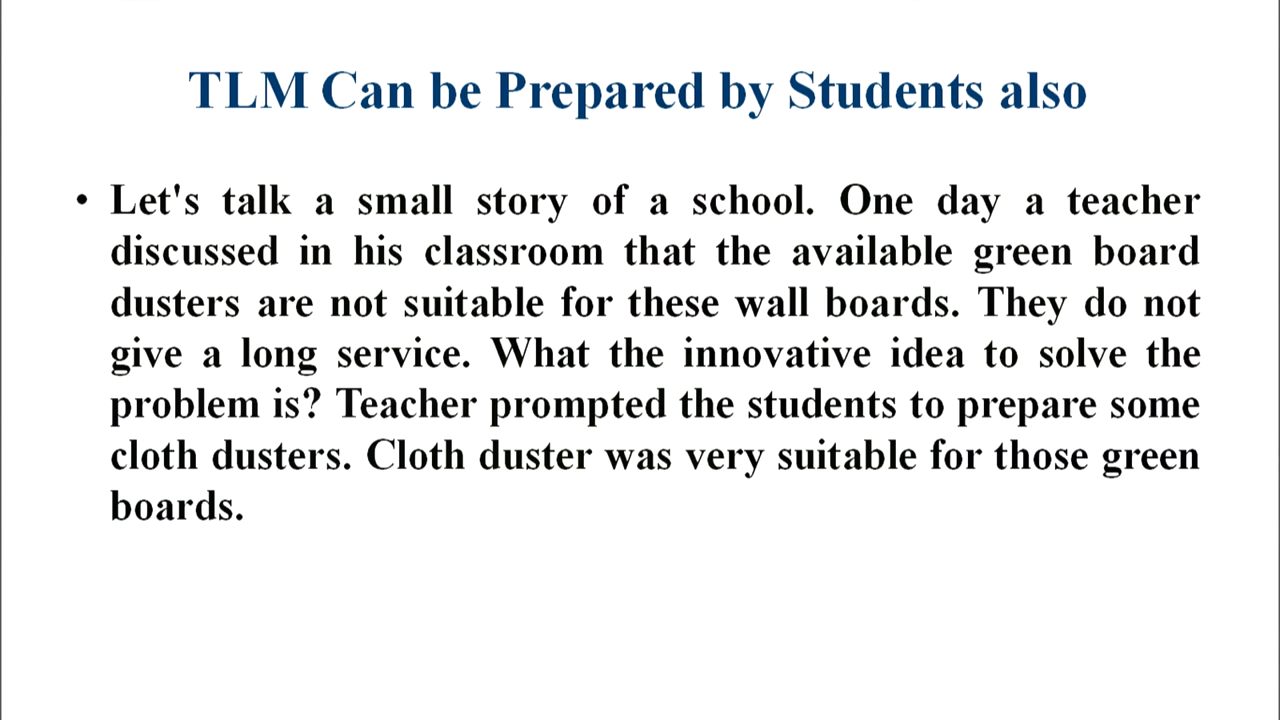 TLM Can be Prepared by Students also
• Let's talk a small story of a school. One day a teacher
discussed in his classroom that the available green board
dusters are not suitable for these wall boards. They do not
give a long service. What the innovative idea to solve the
problem is? Teacher prompted the students to prepare some
cloth dusters. Cloth duster was very suitable for those green
boards.